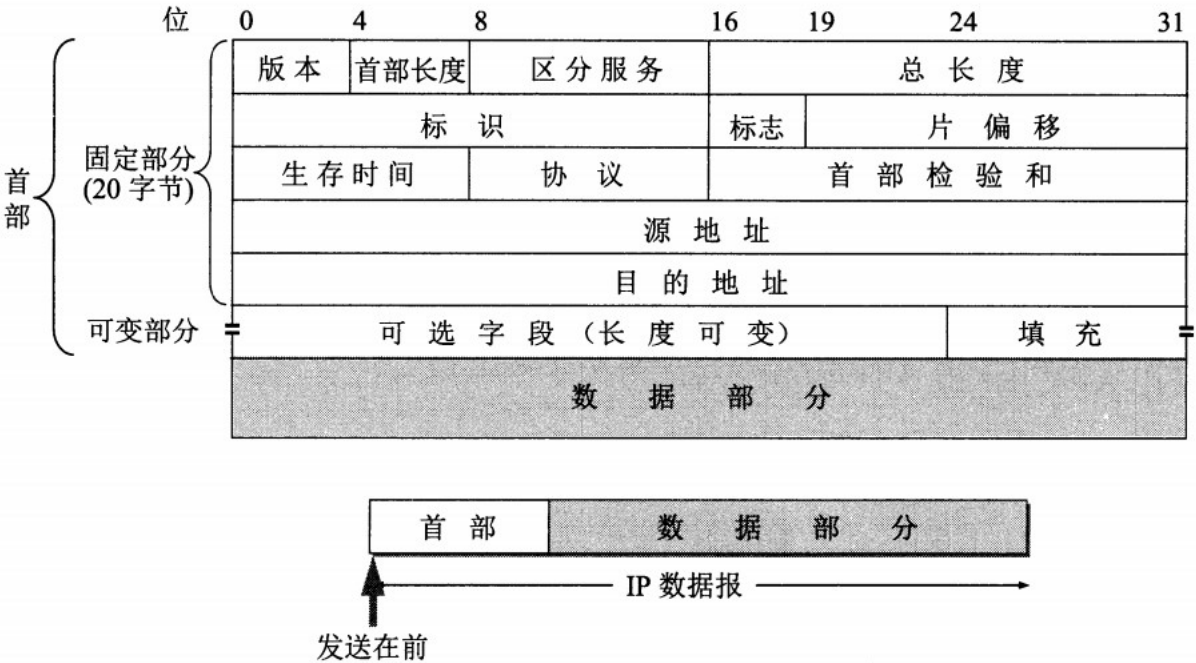 位 0 4 8 16 19 24 31
版本 首部长度 区分服务 总长度
标识 标志 片偏移
固定部分
(20 字节)
首部
生存时间 协议 首部检验和
源地址
目的地址
可变部分 可选字段（长度可变） 填充
数据部分
首部 数据部分
IP 数据报
发送在前